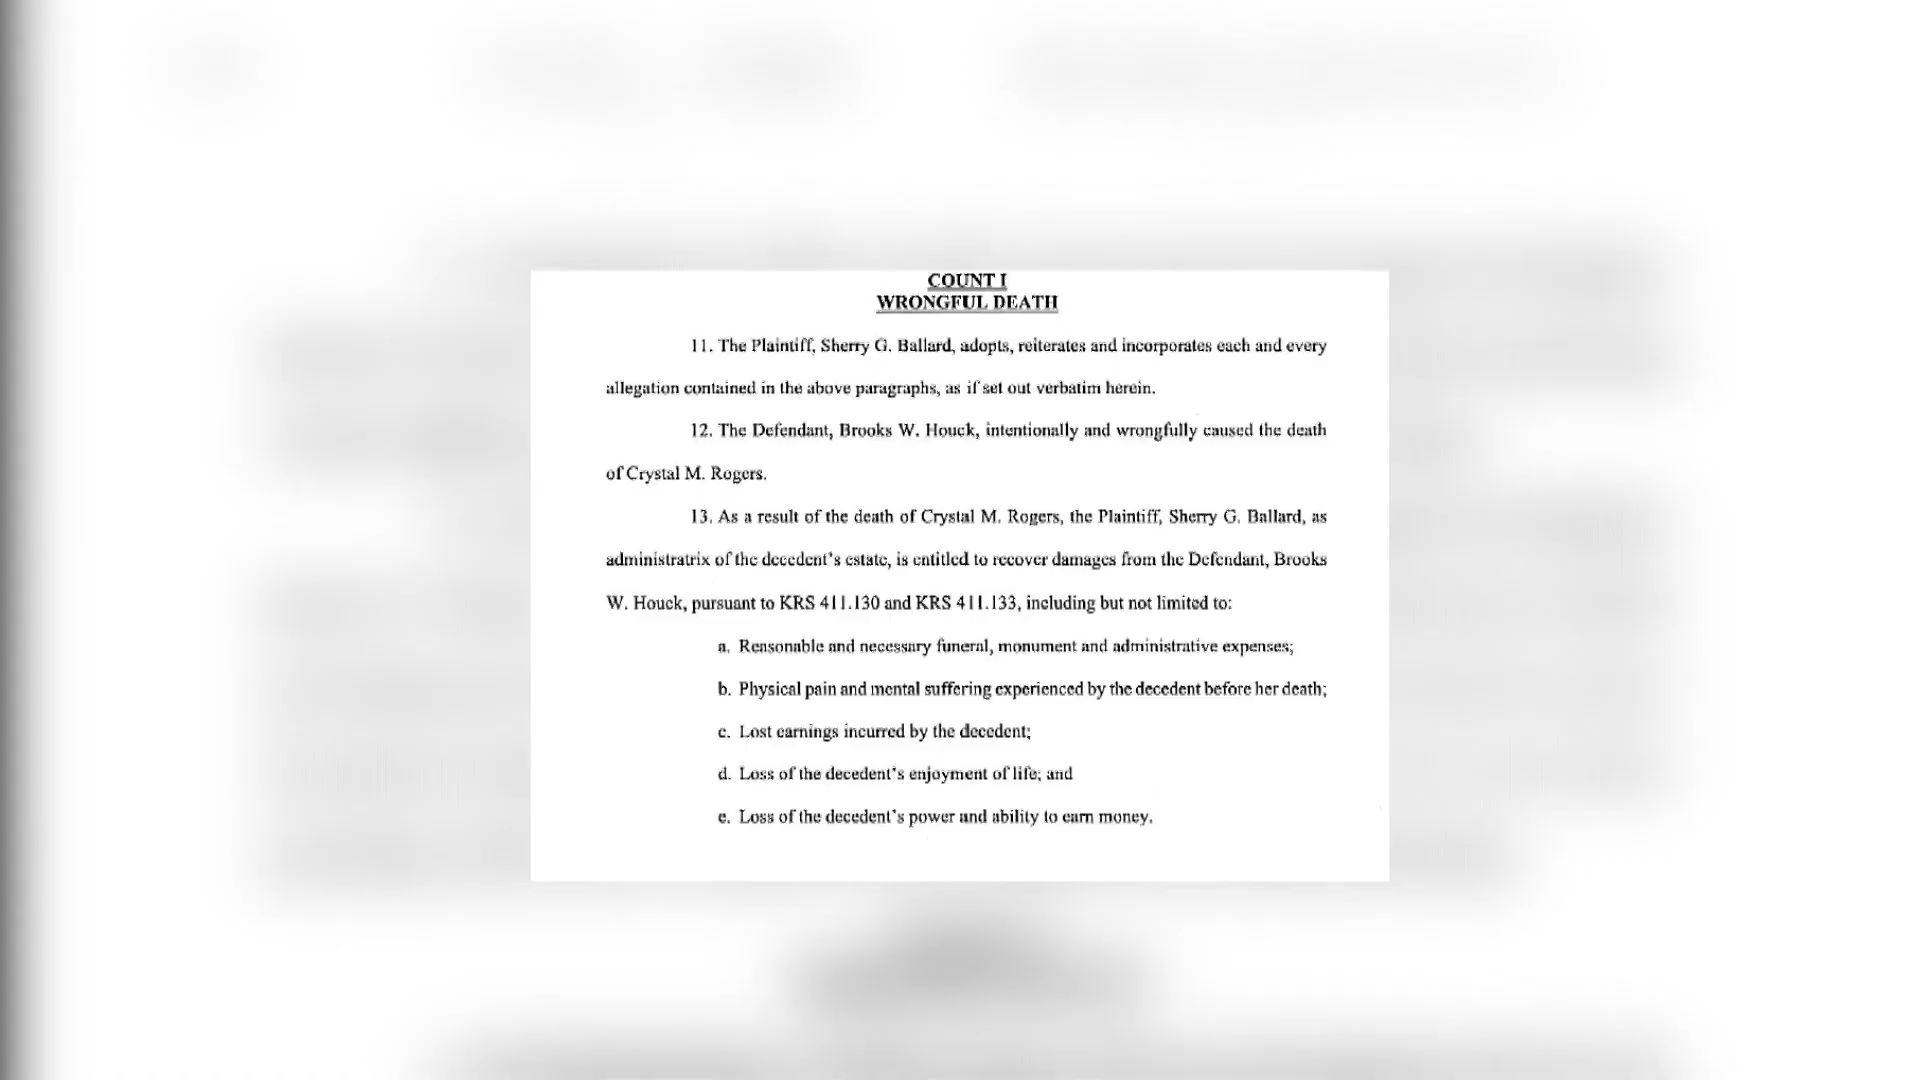 COUNT I
WRONGFUL DEATH
11. The Plaintiff, Sherry G. Ballard, adopts, reiterates and incorporates each and every
allegation contained in the above paragraphs, as if set out verbatim herein.
12. The Defendant, Brooks W. Houck, intentionally and wrongfully caused the death
of Crystal M. Rogers.
13. As a result of the death of Crystal M. Rogers, the Plaintiff, Sherry G. Ballard, as
administratrix of the decedent's estate, is entitled to recover damages from the Defendant, Brooks
W. Houck, pursuant to KRS 411.130 and KRS 411.133, including but not limited to:
a. Reasonable and necessary funeral, monument and administrative expenses;
b. Physical pain and mental suffering experienced by the decedent before her death;
c. Lost earnings incurred by the decedent;
d. Loss of the decedent's enjoyment of life; and
e. Loss of the decedent's power and ability to earn money.